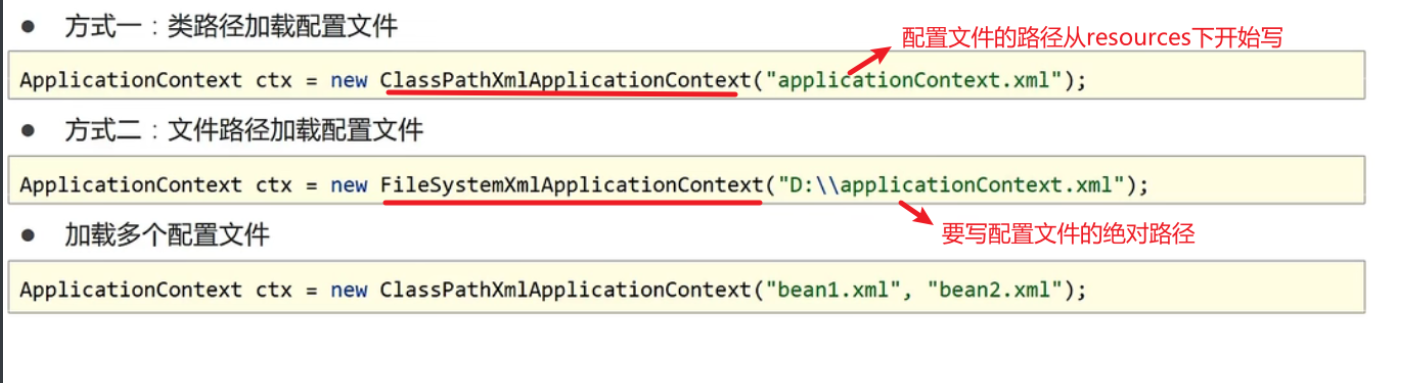 ● 方式一：类路径加载配置文件
配置文件的路径从resources下开始写
ApplicationContext ctx = new ClassPathXmlApplicationContext("applicationContext.xml");
● 方式二：文件路径加载配置文件
ApplicationContext ctx = new FileSystemXmlApplicationContext("D:\\applicationContext.xml");
要写配置文件的绝对路径
● 加载多个配置文件
ApplicationContext ctx = new ClassPathXmlApplicationContext("bean1.xml", "bean2.xml");